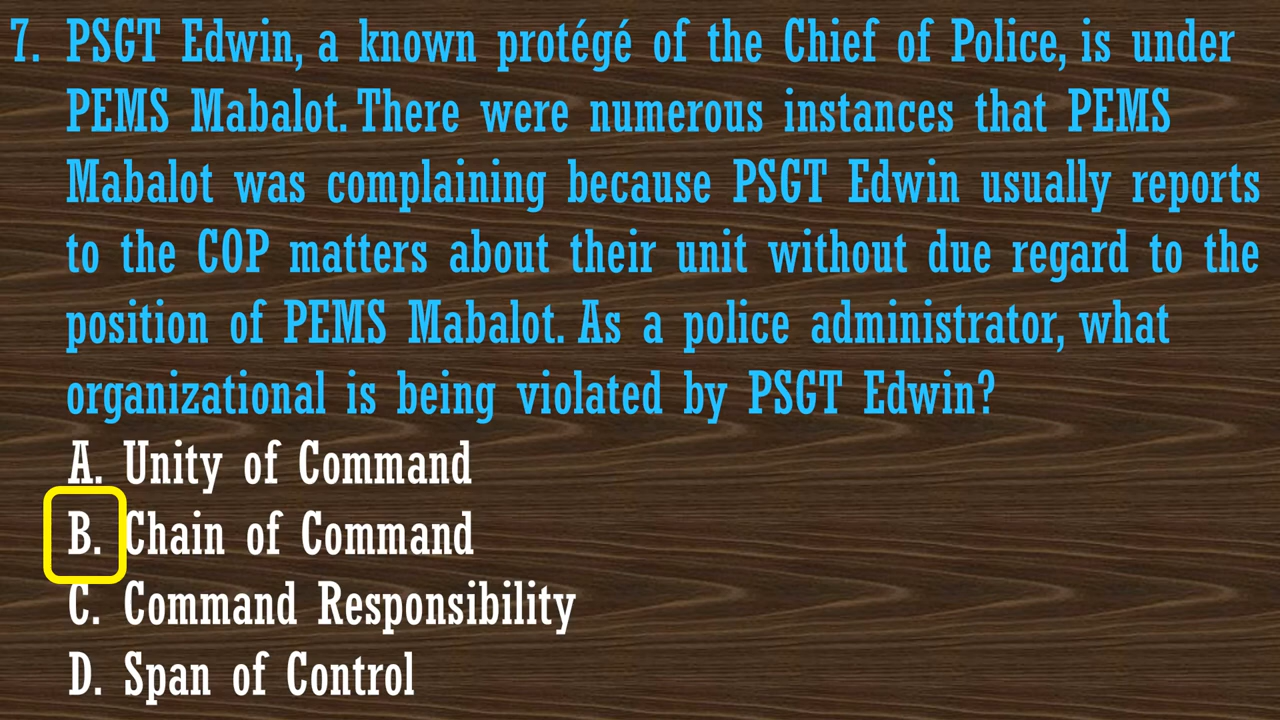 7. PSGT Edwin, a known protégé of the Chief of Police, is under
PEMS Mabalot. There were numerous instances that PEMS
Mabalot was complaining because PSGT Edwin usually reports
to the COP matters about their unit without due regard to the
position of PEMS Mabalot. As a police administrator, what
organizational is being violated by PSGT Edwin?
A. Unity of Command
B. Chain of Command
C. Command Responsibility
D. Span of Control